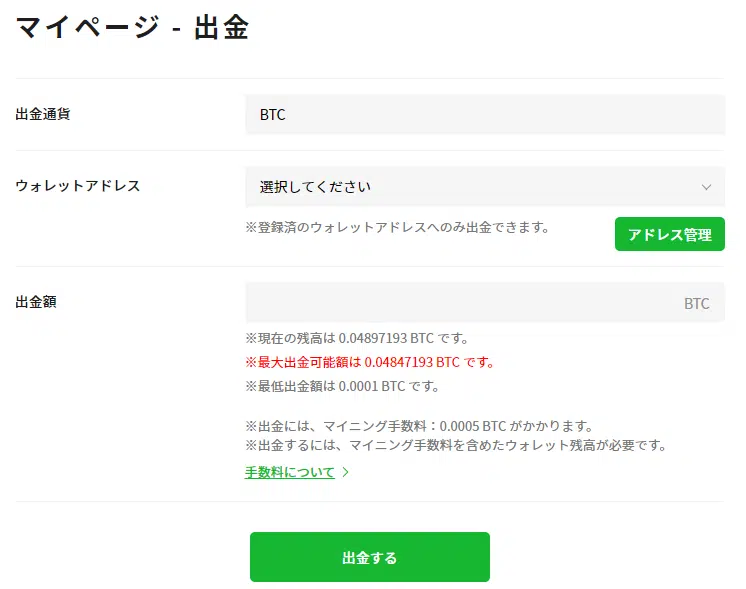 マイページ - 出金
出金通貨
BTC
ウォレットアドレス
選択してください
※登録済のウォレットアドレスへのみ出金できます。
アドレス管理
出金額
BTC
※現在の残高は 0.04897193 BTC です。
※最大出金可能額は 0.04847193 BTC です。
※最低出金額は 0.0001 BTC です。
※出金には、マイニング手数料：0.0005 BTC がかかります。
※出金するには、マイニング手数料を含めたウォレット残高が必要です。
手数料について
出金する